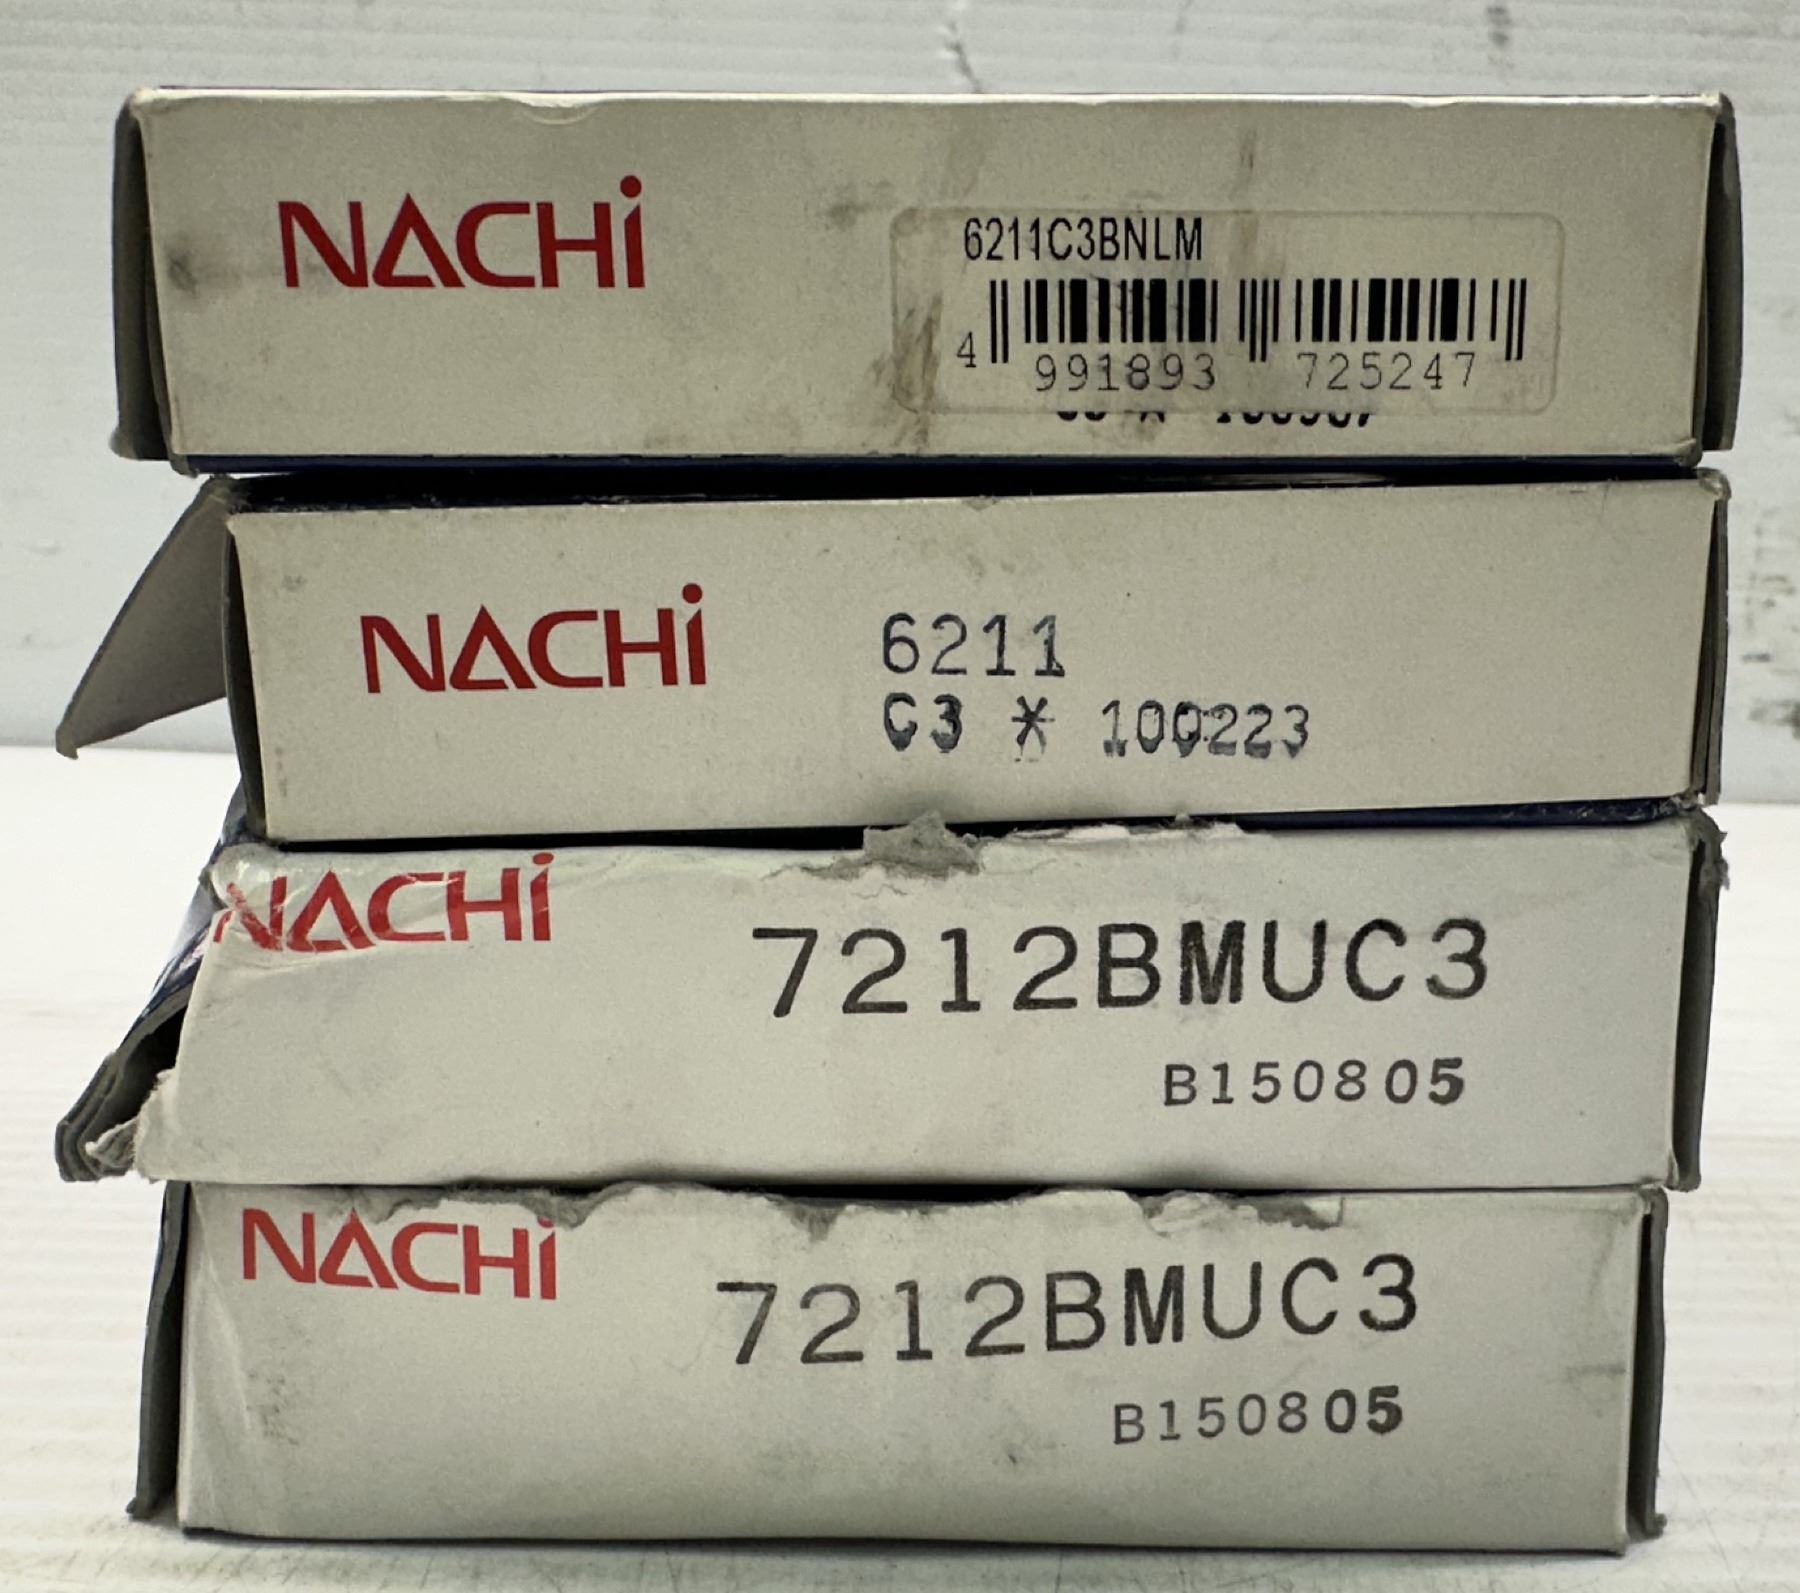 NACHi
6211C3BNLM
4 991893 725247
NACHi
6211
C3 * 100223
NACHi
7212BMUC3
B150805
NACHi
7212BMUC3
B150805